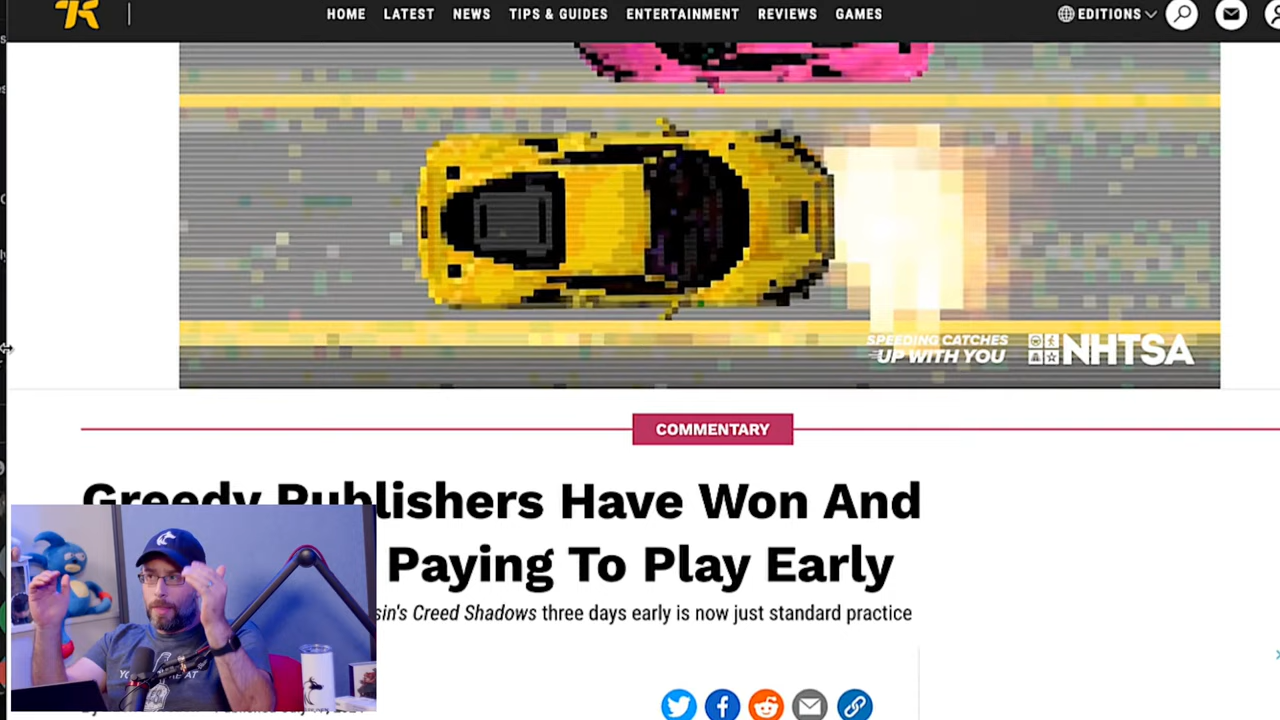 HOME LATEST NEWS TIPS & GUIDES ENTERTAINMENT REVIEWS GAMES EDITIONS
SPEEDING CATCHES
UP WITH YOU
NHTSA
COMMENTARY
Greedy Publishers Have Won And
Paying To Play Early
sin's Creed Shadows three days early is now just standard practice